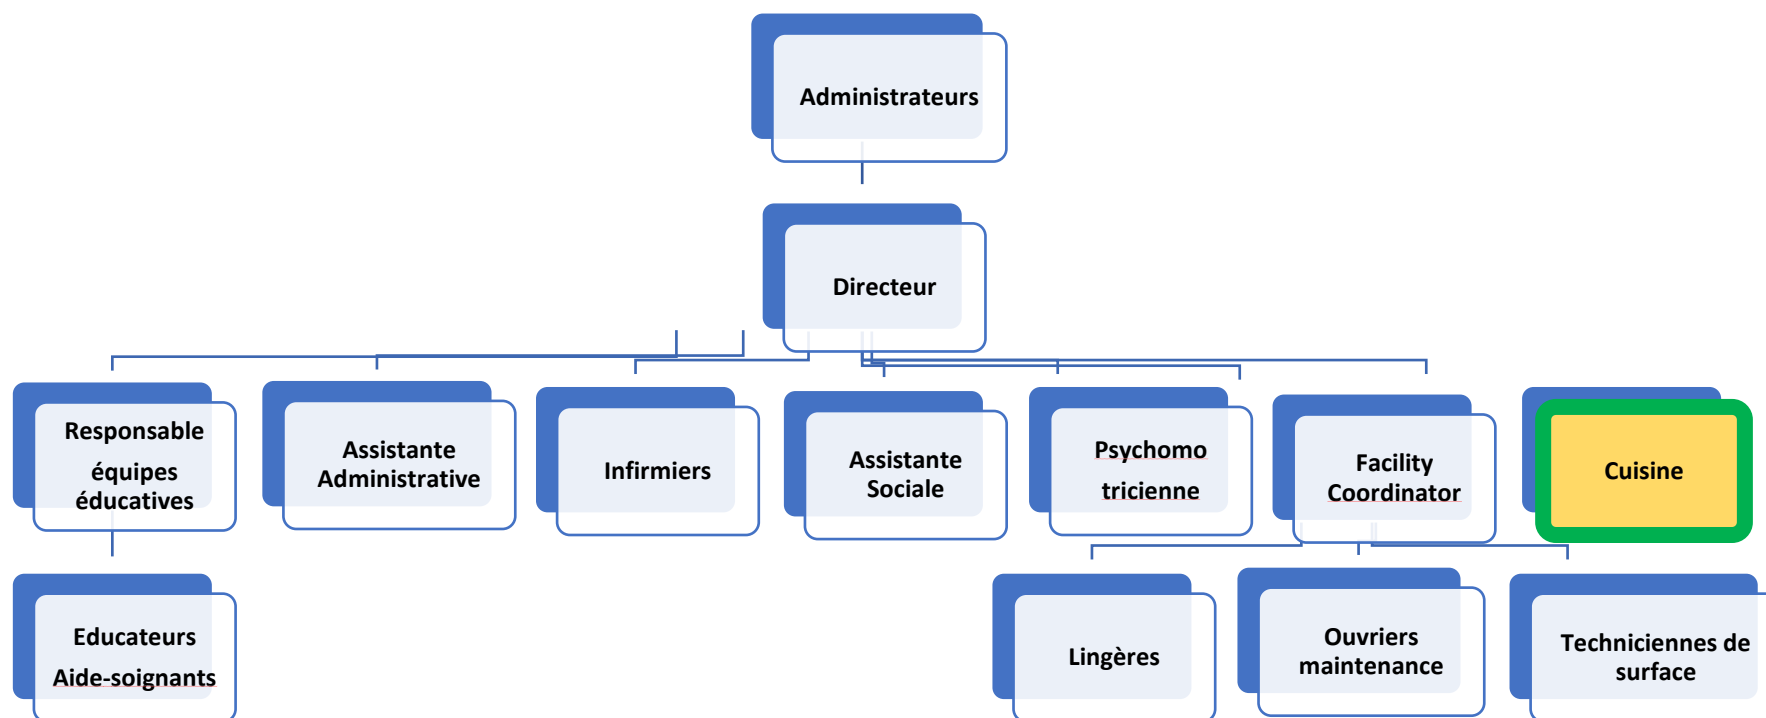 Administrateurs
Directeur
Responsable
équipes
éducatives
Assistante
Administrative
Infirmiers
Assistante
Sociale
Psychomo
tricienne
Facility
Coordinator
Cuisine
Educateurs
Aide-soignants
Lingères
Ouvriers
maintenance
Techniciennes de
surface